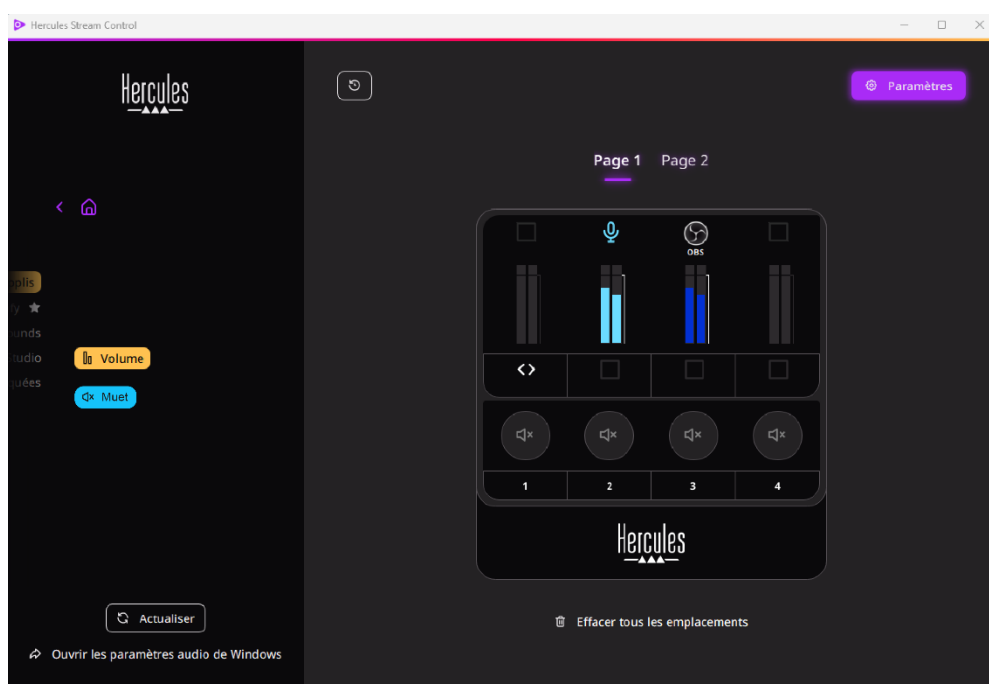 Hercules Stream Control
Hercules
Paramètres
Page 1 Page 2
OBS
Volume
Muet
1 2 3 4
Hercules
Actualiser
Effacer tous les emplacements
Ouvrir les paramètres audio de Windows